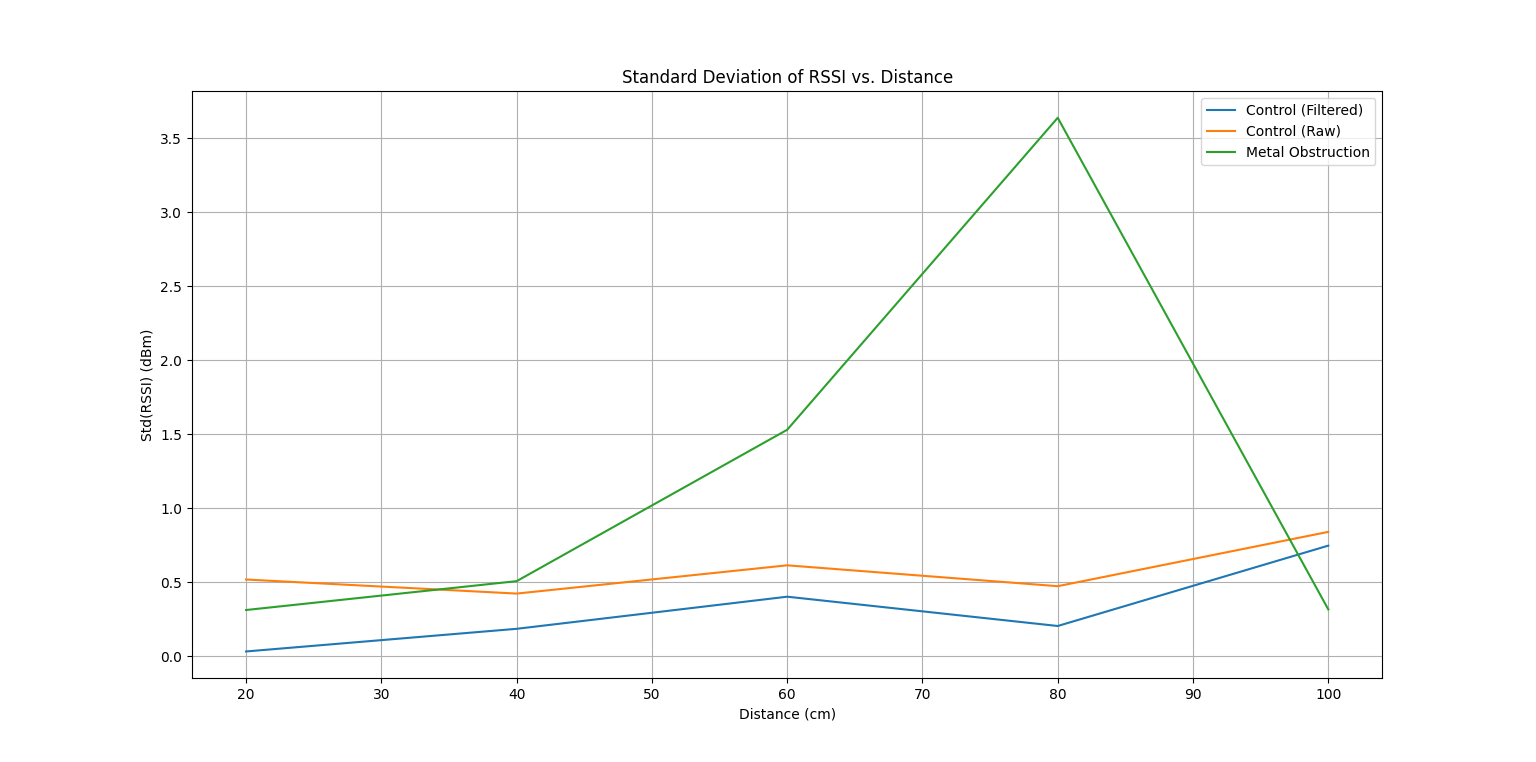 Standard Deviation of RSSI vs. Distance
Control (Filtered)
Control (Raw)
Metal Obstruction
Std(RSSI) (dBm)
3.5
3.0
2.5
2.0
1.5
1.0
0.5
0.0
20 30 40 50 60 70 80 90 100
Distance (cm)